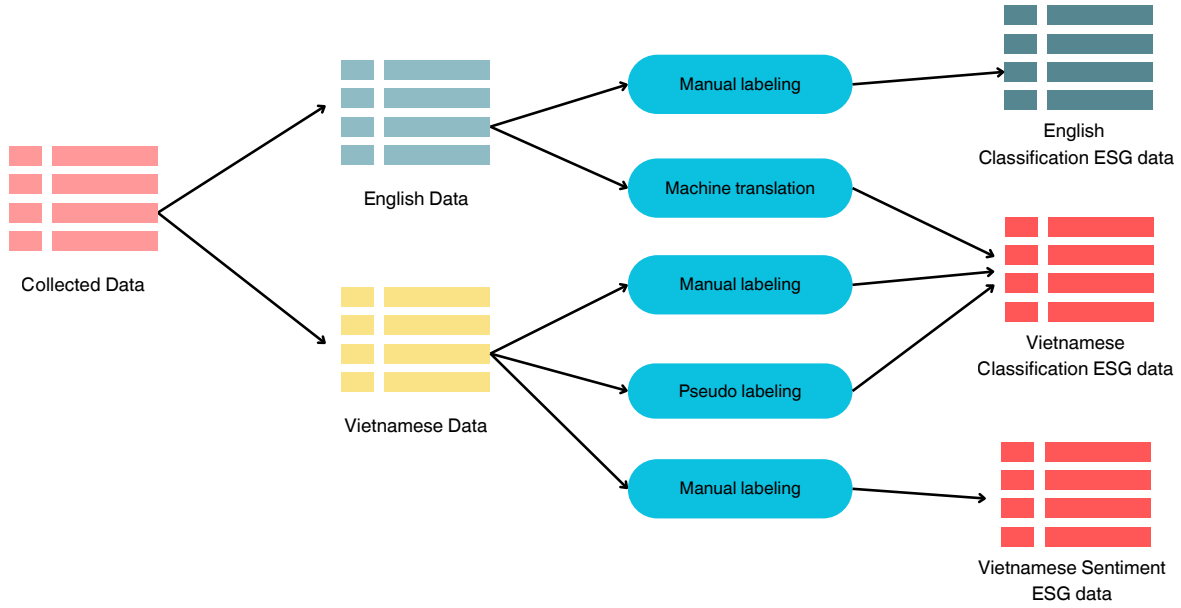 Collected Data
English Data
Vietnamese Data
Manual labeling
Machine translation
Manual labeling
Pseudo labeling
Manual labeling
English
Classification ESG data
Vietnamese
Classification ESG data
Vietnamese Sentiment
ESG data